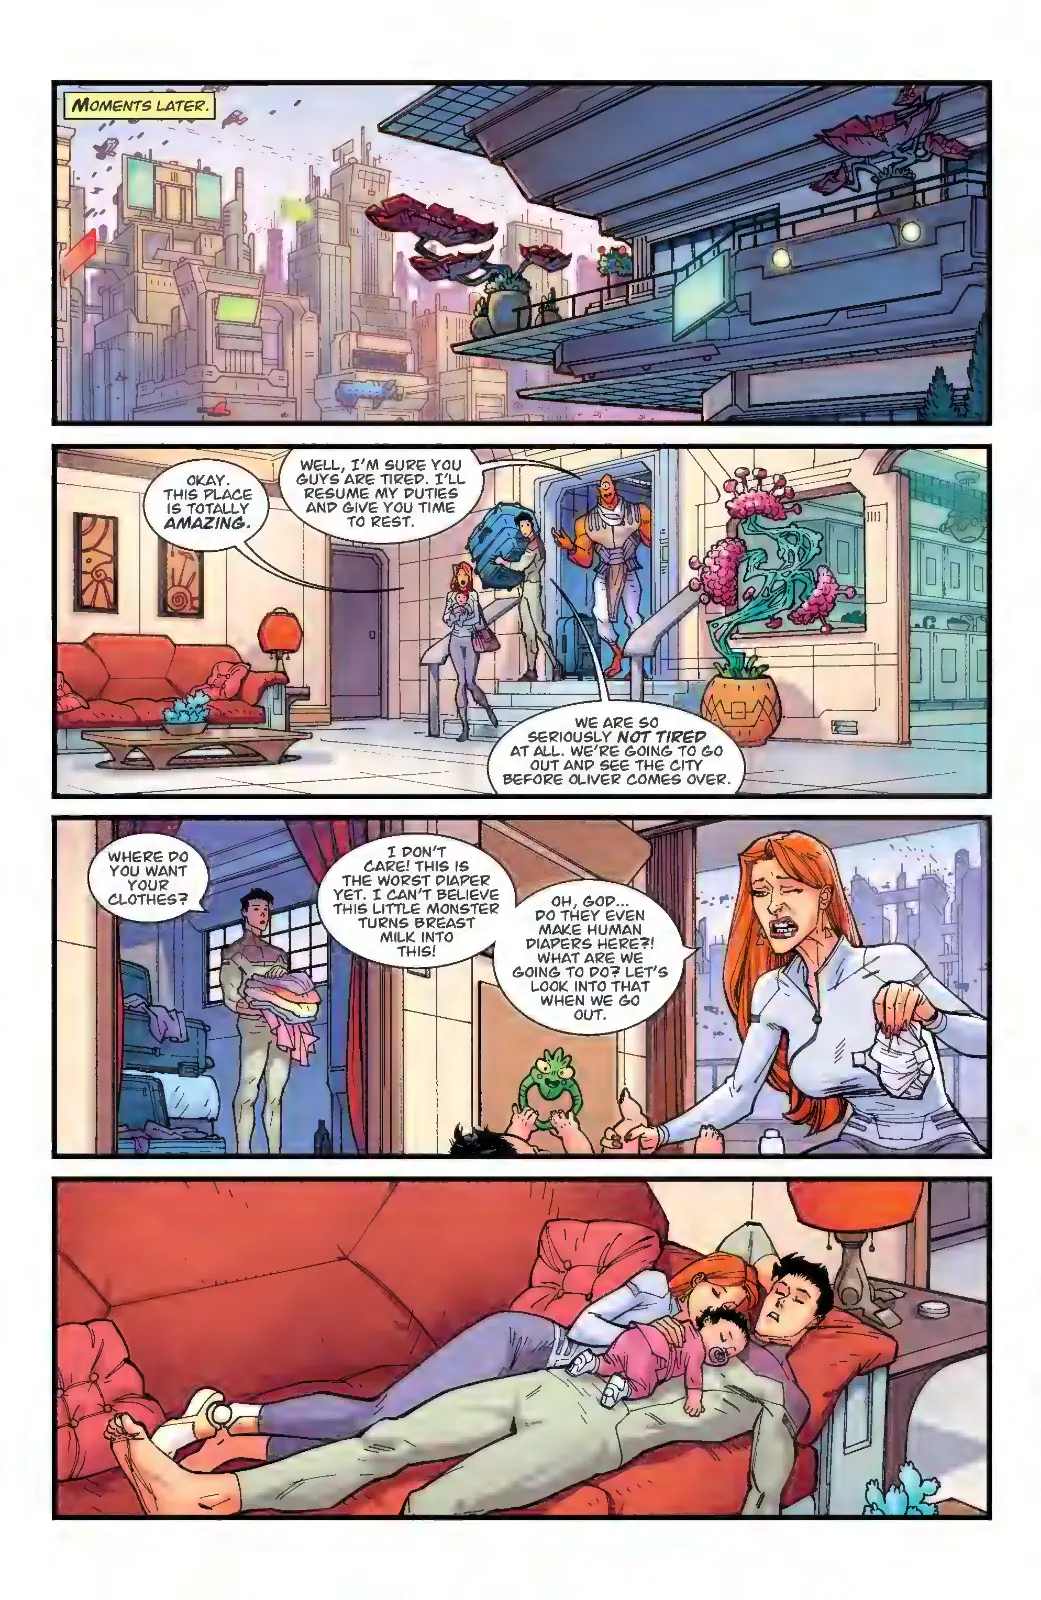 MOMENTS LATER.
OKAY.
THIS PLACE
IS TOTALLY
AMAZING.
WELL, I'M SURE YOU
GUYS ARE TIRED. I'LL
RESUME MY DUTIES
AND GIVE YOU TIME
TO REST.
WE ARE SO
SERIOUSLY NOT TIRED
AT ALL. WE'RE GOING TO GO
OUT AND SEE THE CITY
BEFORE OLIVER COMES OVER.
WHERE DO
YOU WANT
YOUR
CLOTHES?
I DON'T
CARE! THIS IS
THE WORST DIAPER
YET. I CAN'T BELIEVE
THIS LITTLE MONSTER
TURNS BREAST
MILK INTO
THIS!
OH, GOD...
DO THEY EVEN
MAKE HUMAN
DIAPERS HERE?!
WHAT ARE WE
GOING TO DO? LET'S
LOOK INTO THAT
WHEN WE GO
OUT.